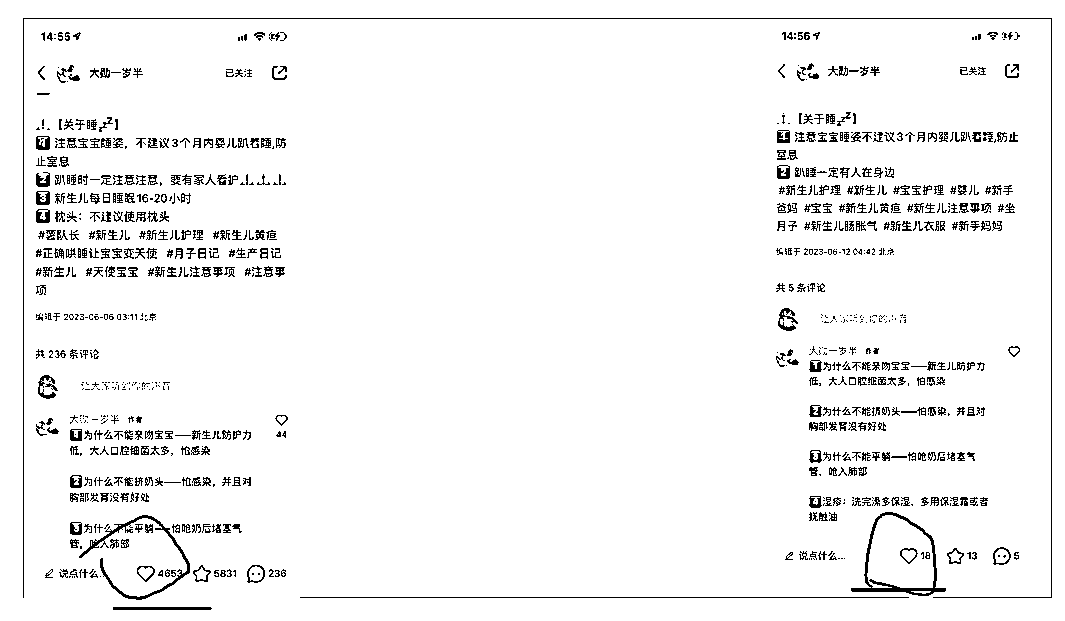 14:56
大勋一岁半
已关注
【关于睡zzZ】
1 注意宝宝睡姿，不建议3个月内婴儿趴着睡,防
止窒息
2 趴睡时一定注意注意，要有家人看护
3 新生儿每日睡眠16-20小时
4 枕头：不建议使用枕头
#薯队长 #新生儿 #新生儿护理 #新生儿黄疸
#正确哄睡让宝宝变天使 #月子日记 #生产日记
#新生儿 #天使宝宝 #新生儿注意事项 #注意事
项
编辑于 2023-06-06 03:11 北京
共 236 条评论
让大家听到你的声音
大勋一岁半 作者
1为什么不能亲吻宝宝——新生儿防护力
低，大人口腔细菌太多，怕感染
44
2为什么不能挤奶头——怕感染，并且对
胸部发育没有好处
3为什么不能平躺——怕呛奶后堵塞气
管，呛入肺部
说点什么...
4653
5831
236
14:56
大勋一岁半
已关注
【关于睡zzZ】
1 注意宝宝睡姿不建议3个月内婴儿趴着睡,防止
窒息
2 趴睡一定有人在身边
#新生儿护理 #新生儿 #宝宝护理 #婴儿 #新手
爸妈 #宝宝 #新生儿黄疸 #新生儿注意事项 #坐
月子 #新生儿肠胀气 #新生儿衣服 #新手妈妈
编辑于 2023-06-12 04:42 北京
共 5 条评论
让大家听到你的声音
大勋一岁半 作者
1为什么不能亲吻宝宝——新生儿防护力
低，大人口腔细菌太多，怕感染
2为什么不能挤奶头——怕感染，并且对
胸部发育没有好处
3为什么不能平躺——怕呛奶后堵塞气
管、呛入肺部
4湿疹：洗完澡多保湿、多用保湿霜或者
抚触油
说点什么...
18
13
5